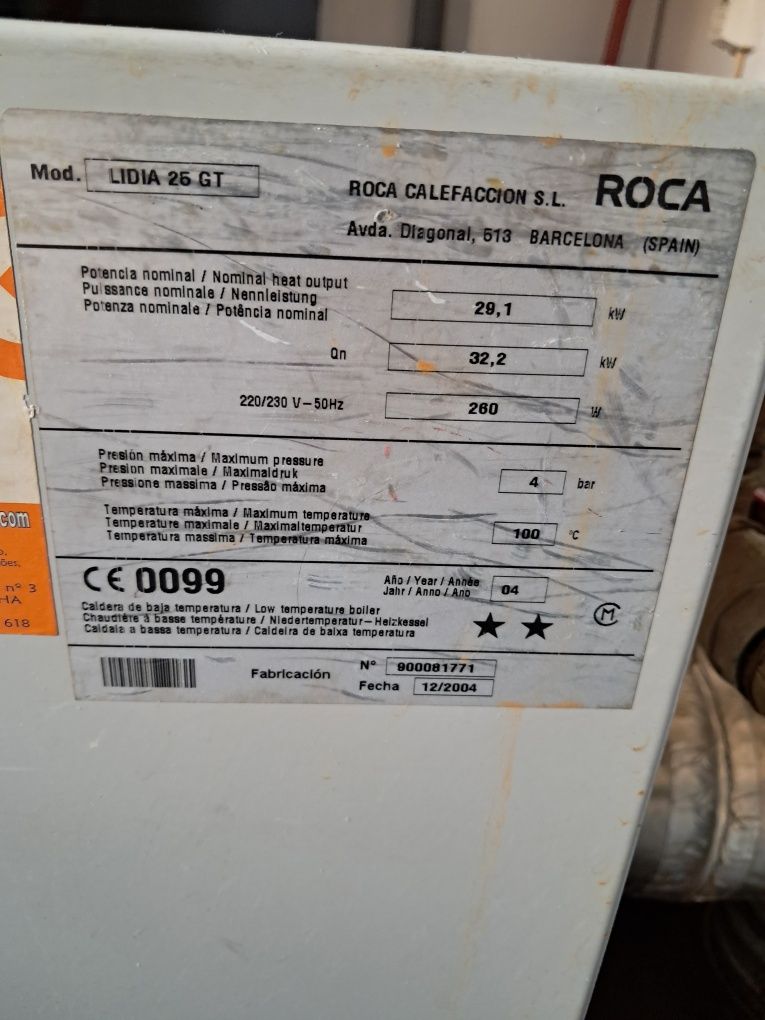 Mod. LIDIA 25 GT
ROCA CALEFACCION S.L. ROCA
Avda. Diagonal, 513 BARCELONA (SPAIN)
Potencia nominal / Nominal heat output
Puissance nominale / Nennleistung
Potenza nominale / Potência nominal
29,1 kW
Qn 32,2 kW
220/230 V – 50Hz 260 W
Presión máxima / Maximum pressure
Presion maximale / Maximaldruk
Pressione massima / Pressão máxima
4 bar
Temperatura máxima / Maximum temperature
Temperature maximale / Maximaltemperatur
Temperatura massima / Temperatura máxima
100 °C
CE 0099
Año / Year / Année
Jahr / Anno / Ano
04
Caldera de baja temperatura / Low temperature boiler
Chaudière à basse température / Niedertemperatur–Heizkessel
Caldaia a bassa temperatura / Caldeira de baixa temperatura
CM
Fabricación
N° 900081771
Fecha 12/2004
com
nº 3
HA
618